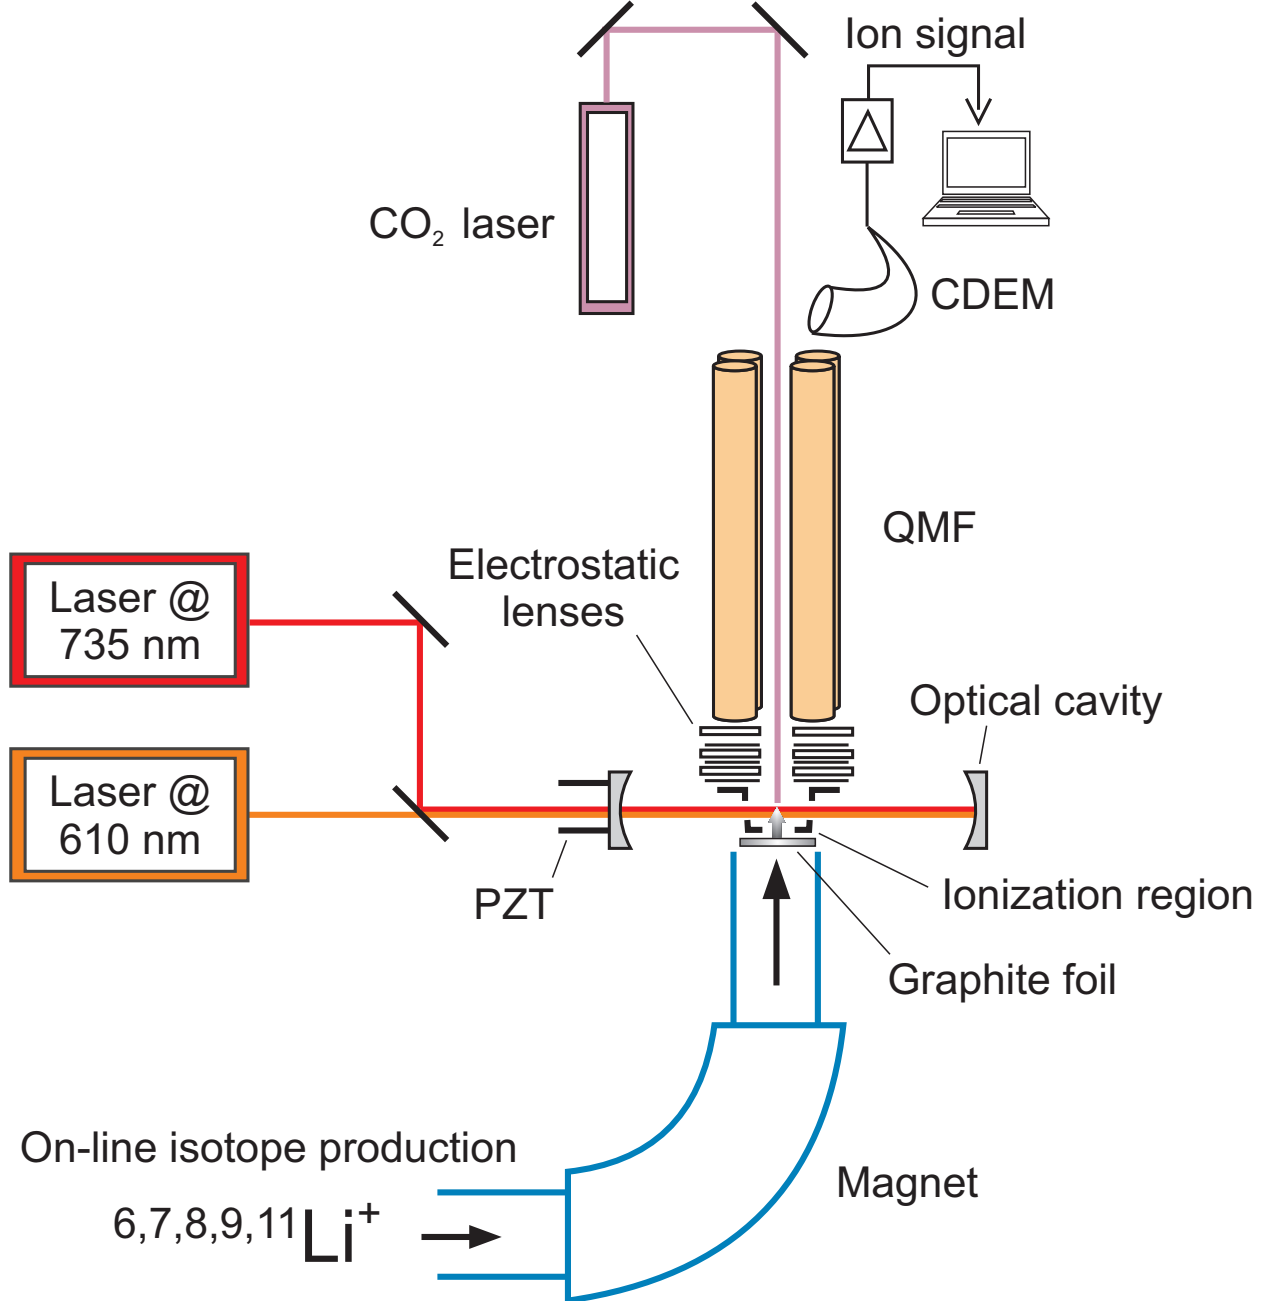 Ion signal
CO₂ laser
CDEM
QMF
Electrostatic
lenses
Laser @
735 nm
Optical cavity
Laser @
610 nm
PZT
Ionization region
Graphite foil
On-line isotope production
Magnet
⁶,⁷,⁸,⁹,¹¹Li⁺